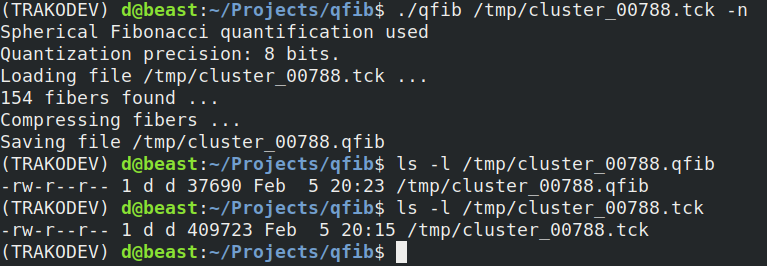 (TRAKODEV) d@beast:~/Projects/qfib$ ./qfib /tmp/cluster_00788.tck -n
Spherical Fibonacci quantification used
Quantization precision: 8 bits.
Loading file /tmp/cluster_00788.tck ...
154 fibers found ...
Compressing fibers ...
Saving file /tmp/cluster_00788.qfib
(TRAKODEV) d@beast:~/Projects/qfib$ ls -l /tmp/cluster_00788.qfib
-rw-r--r-- 1 d d 37690 Feb  5 20:23 /tmp/cluster_00788.qfib
(TRAKODEV) d@beast:~/Projects/qfib$ ls -l /tmp/cluster_00788.tck
-rw-r--r-- 1 d d 409723 Feb  5 20:15 /tmp/cluster_00788.tck
(TRAKODEV) d@beast:~/Projects/qfib$